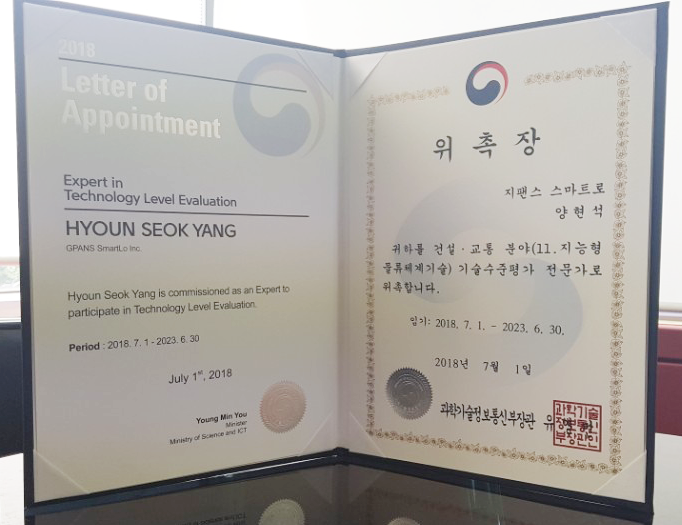 2018
Letter of
Appointment
Expert in
Technology Level Evaluation
HYOUN SEOK YANG
GPANS SmartLo Inc.
Hyoun Seok Yang is commissioned as an Expert to
participate in Technology Level Evaluation.
Period : 2018. 7. 1 - 2023. 6. 30
July 1st, 2018
Young Min You
Minister
Ministry of Science and ICT
위 촉 장
지팬스 스마트로
양 현 석
귀하를 건설·교통 분야(11.지능형
물류체계기술) 기술수준평가 전문가로
위촉합니다.
임기: 2018. 7. 1. - 2023. 6. 30.
2018년 7월 1일
과학기술정보통신부장관 유
과학기술
정보통신
부장관인